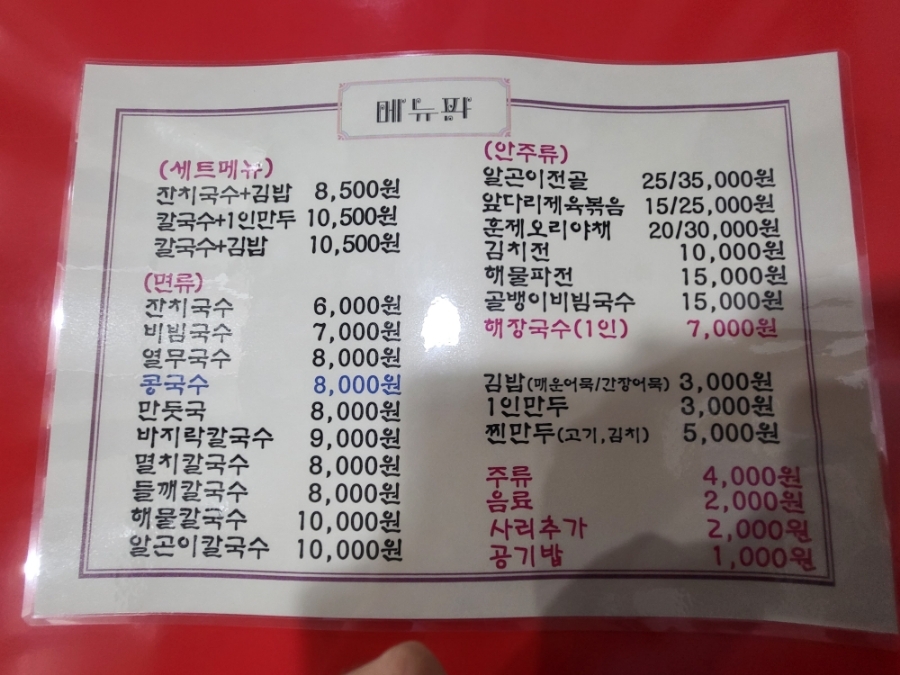 메뉴판
(세트메뉴)
잔치국수+김밥 8,500원
칼국수+1인만두 10,500원
칼국수+김밥 10,500원
(면류)
잔치국수 6,000원
비빔국수 7,000원
열무국수 8,000원
콩국수 8,000원
만둣국 8,000원
바지락칼국수 9,000원
멸치칼국수 8,000원
들깨칼국수 8,000원
해물칼국수 10,000원
알곤이칼국수 10,000원
(안주류)
알곤이전골 25/35,000원
앞다리제육볶음 15/25,000원
훈제오리야채 20/30,000원
김치전 10,000원
해물파전 15,000원
골뱅이비빔국수 15,000원
해장국수(1인) 7,000원
김밥(매운어묵/간장어묵) 3,000원
1인만두 3,000원
찐만두(고기,김치) 5,000원
주류 4,000원
음료 2,000원
사리추가 2,000원
공기밥 1,000원